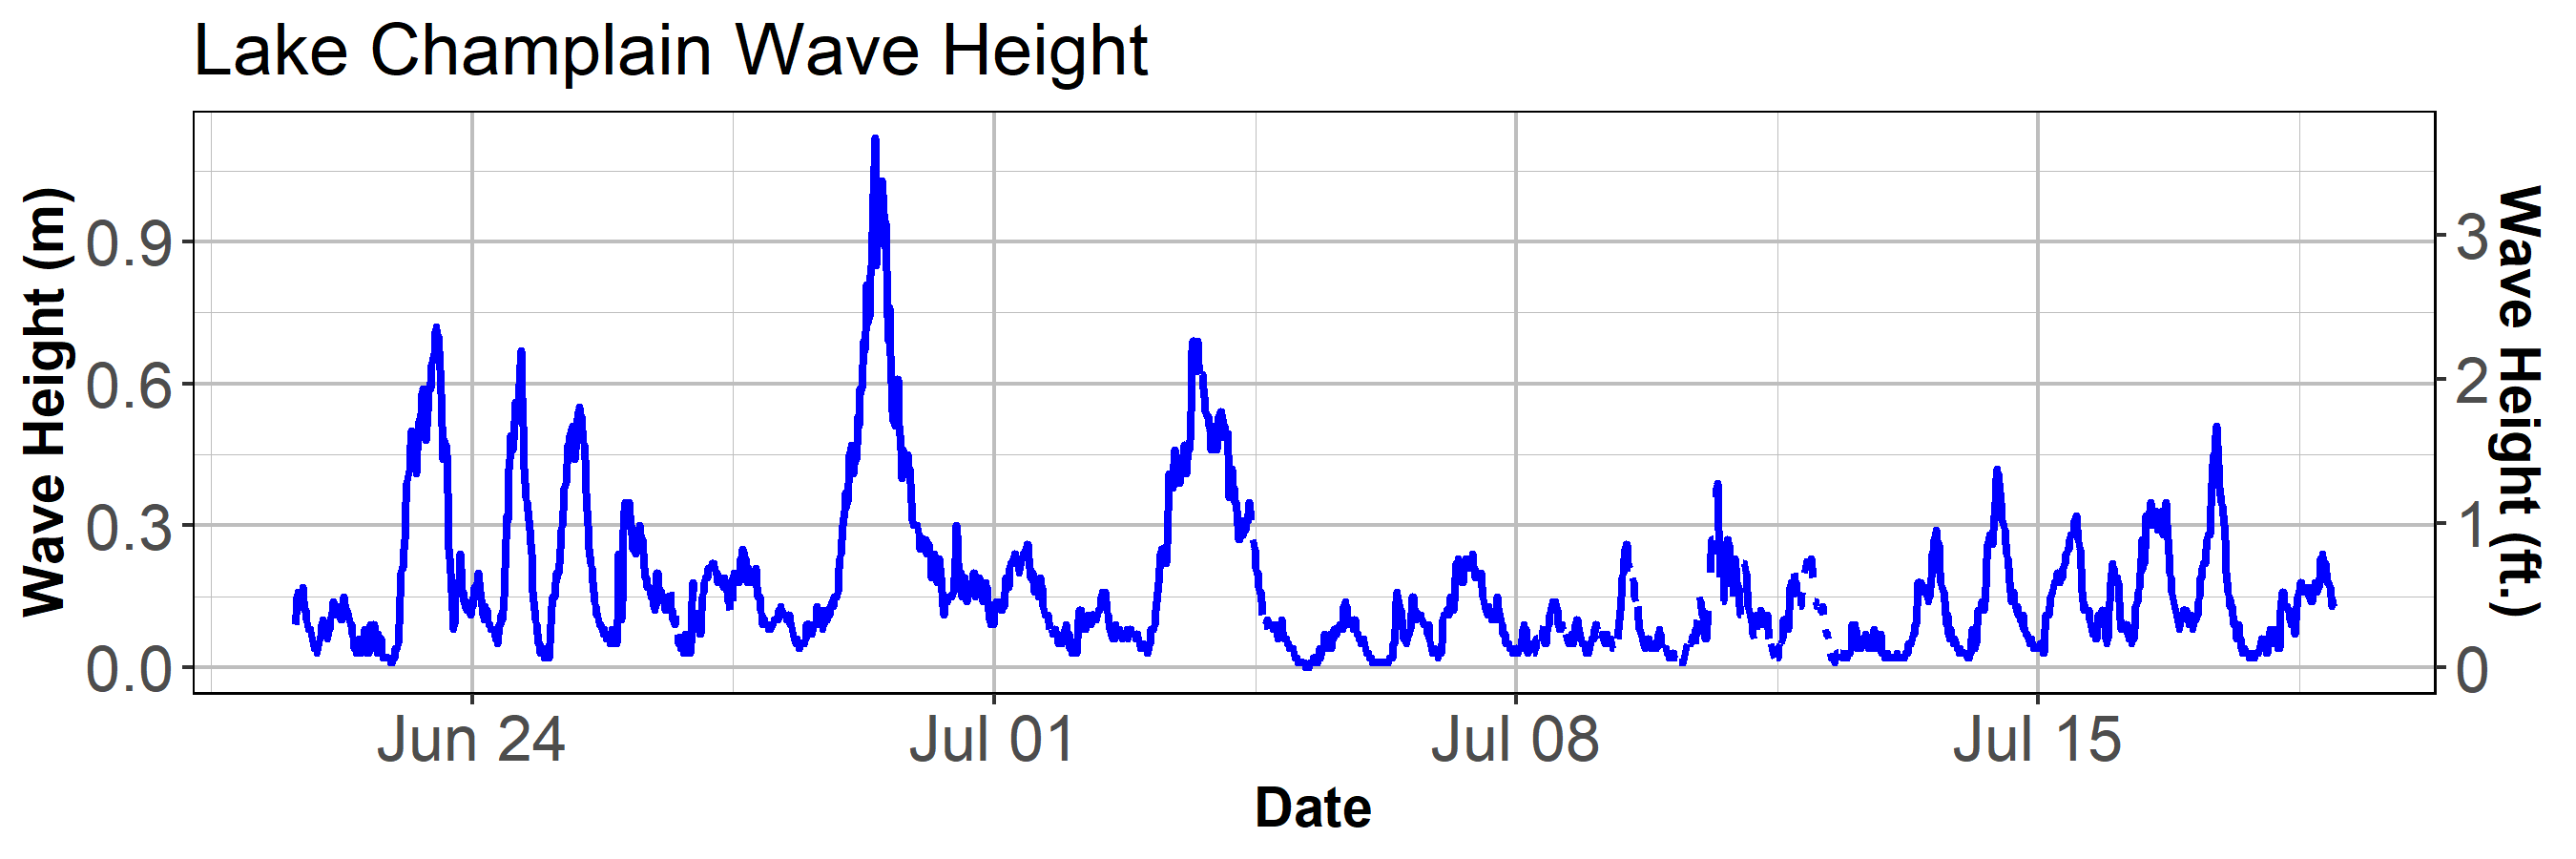 Lake Champlain Wave Height
Wave Height (m)
0.9
0.6
0.3
0.0
3
2
1
0
Wave Height (ft.)
Jun 24
Jul 01
Jul 08
Jul 15
Date